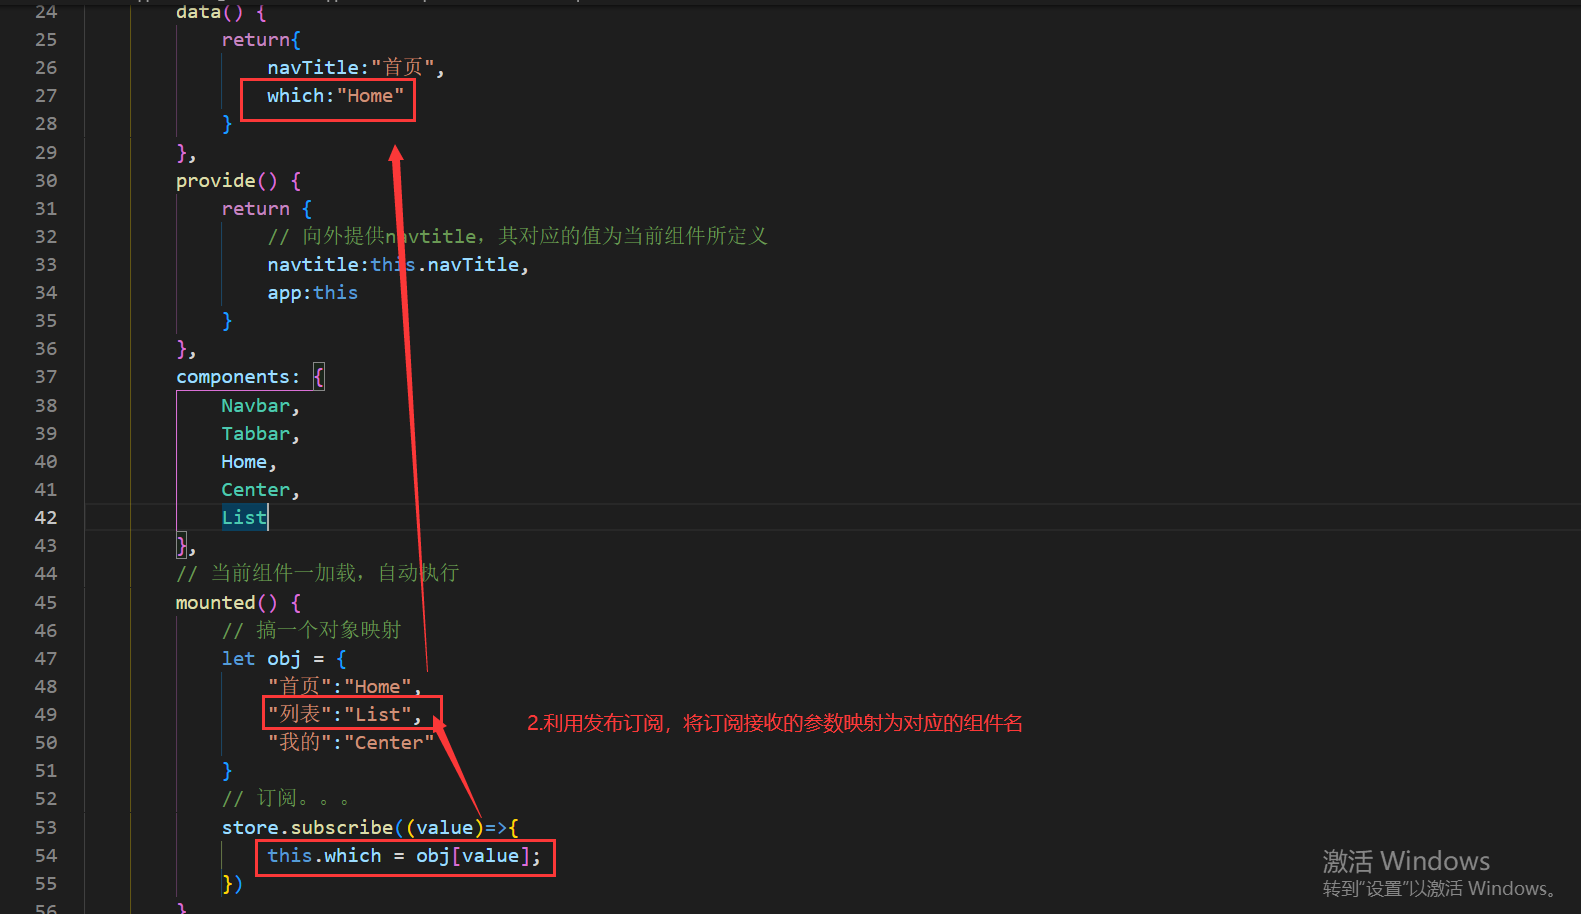 24 data() {
25 return{
26 navTitle:"首页",
27 which:"Home"
28 }
29 },
30 provide() {
31 return {
32 // 向外提供navtitle，其对应的值为当前组件所定义
33 navtitle:this.navTitle,
34 app:this
35 }
36 },
37 components: {
38 Navbar,
39 Tabbar,
40 Home,
41 Center,
42 List
43 },
44 // 当前组件一加载，自动执行
45 mounted() {
46 // 搞一个对象映射
47 let obj = {
48 "首页":"Home",
49 "列表":"List",
2.利用发布订阅，将订阅接收的参数映射为对应的组件名
50 "我的":"Center"
51 }
52 // 订阅。。。
53 store.subscribe((value)=>{
54 this.which = obj[value];
55 })
56 }
激活 Windows
转到"设置"以激活 Windows。